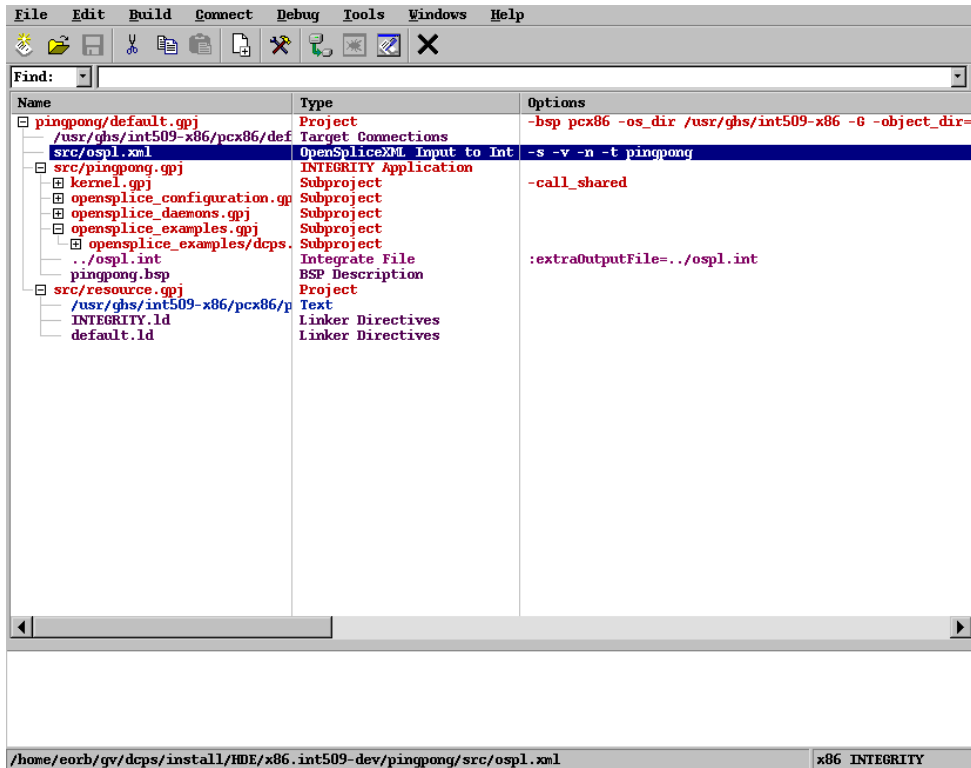 File Edit Build Connect Debug Tools Windows Help
Find:
Name Type Options
pingpong/default.gpj Project -bsp pcx86 -os_dir /usr/ghs/int509-x86 -G -object_dir=
/usr/ghs/int509-x86/pcx86/def Target Connections
src/ospl.xml OpenSpliceXML Input to Int -s -v -n -t pingpong
src/pingpong.gpj INTEGRITY Application
kernel.gpj Subproject -call_shared
opensplice_configuration.gp Subproject
opensplice_daemons.gpj Subproject
opensplice_examples.gpj Subproject
opensplice_examples/dcps. Subproject
../ospl.int Integrate File :extraOutputFile=../ospl.int
pingpong.bsp BSP Description
src/resource.gpj Project
/usr/ghs/int509-x86/pcx86/p Text
INTEGRITY.ld Linker Directives
default.ld Linker Directives
/home/eorb/gv/dcps/install/HDE/x86.int509-dev/pingpong/src/ospl.xml x86 INTEGRITY